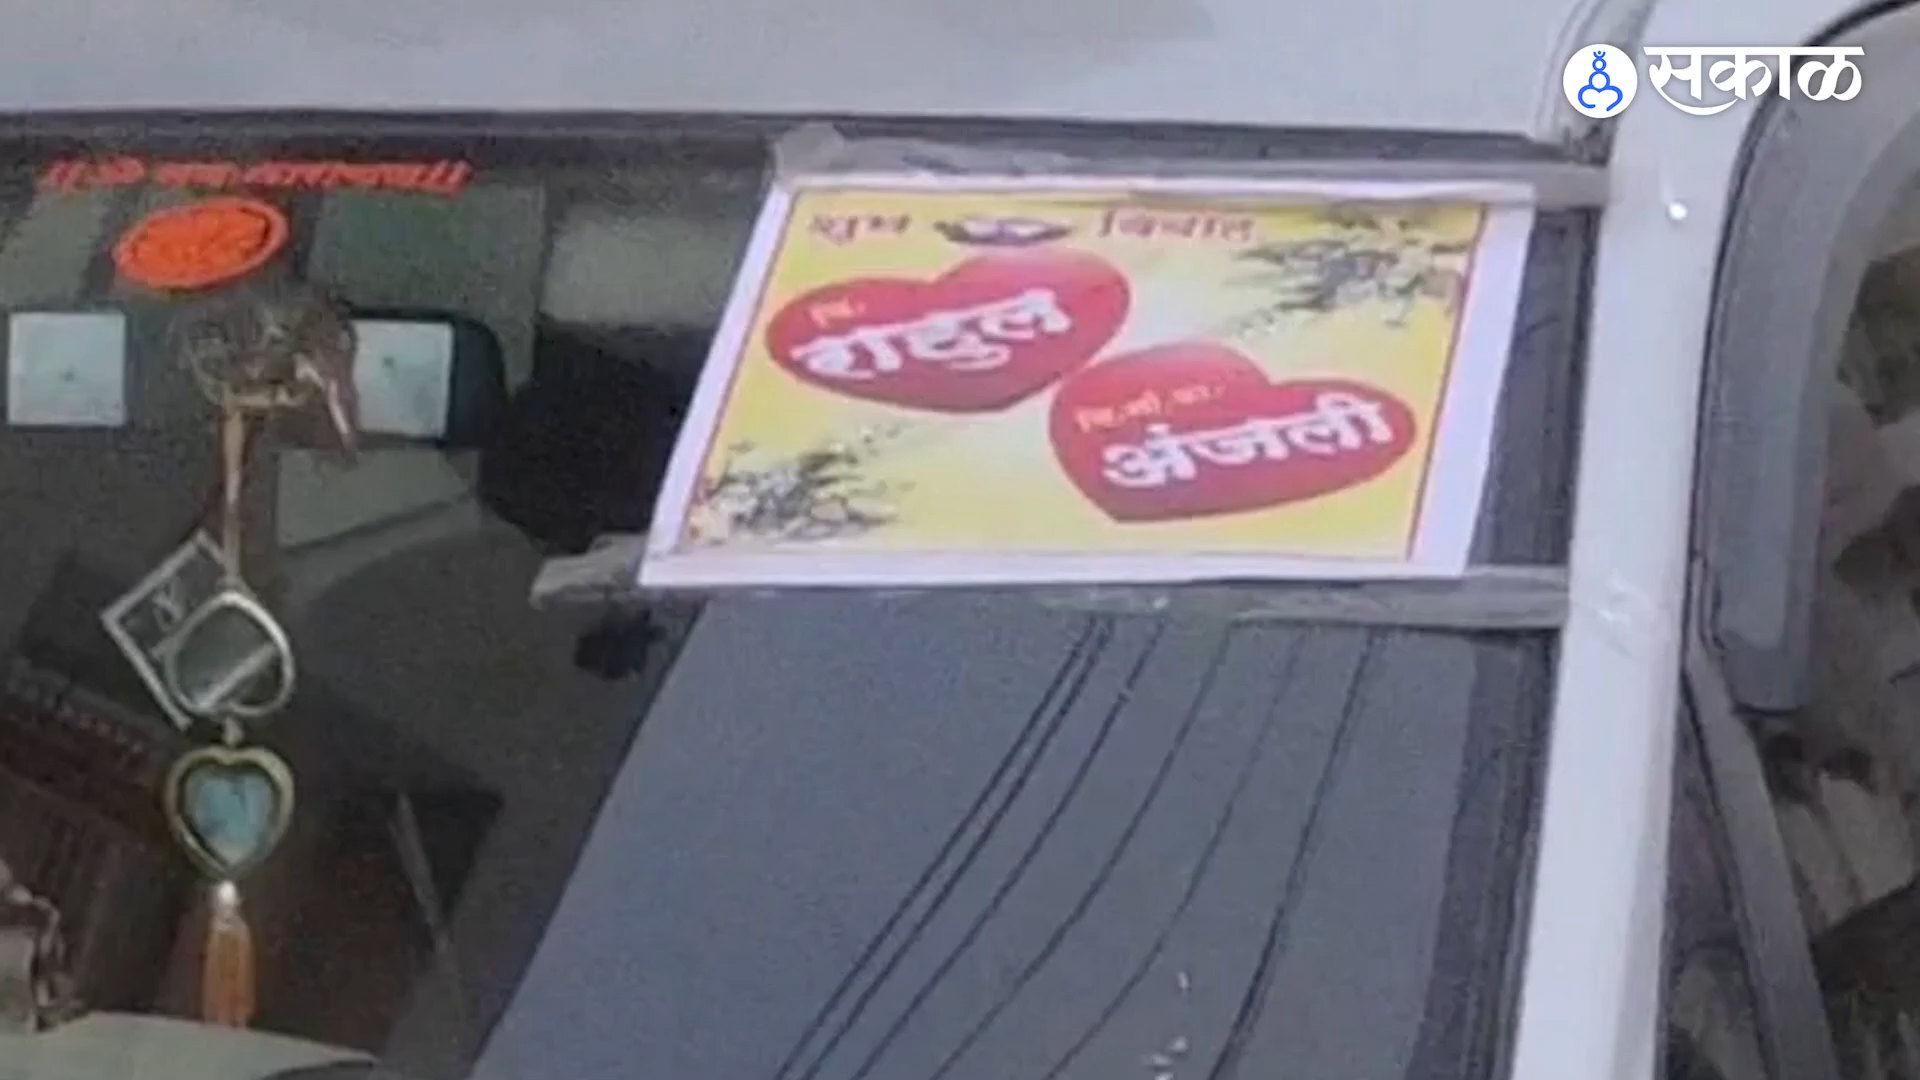 सकाळ
शुभ विवाह
चि.
राहुल
चि.सौ.का.
अंजली